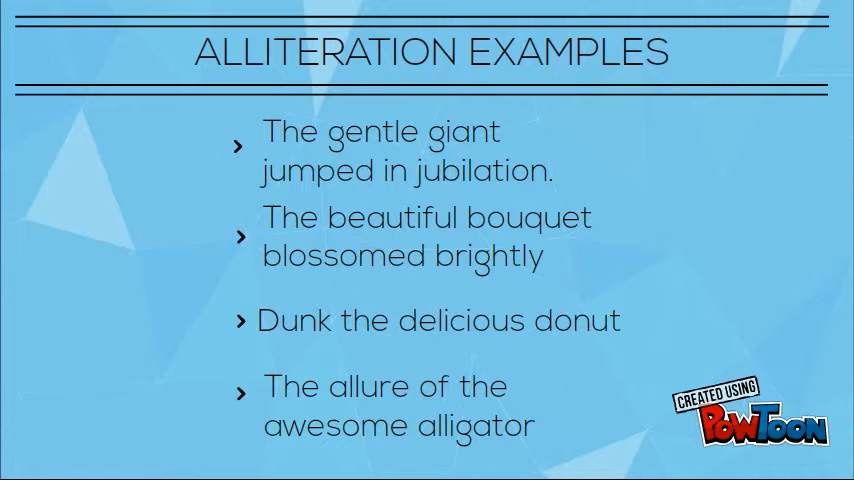 ALLITERATION EXAMPLES
The gentle giant
jumped in jubilation.
The beautiful bouquet
blossomed brightly
Dunk the delicious donut
The allure of the
awesome alligator
CREATED USING
POWTOON